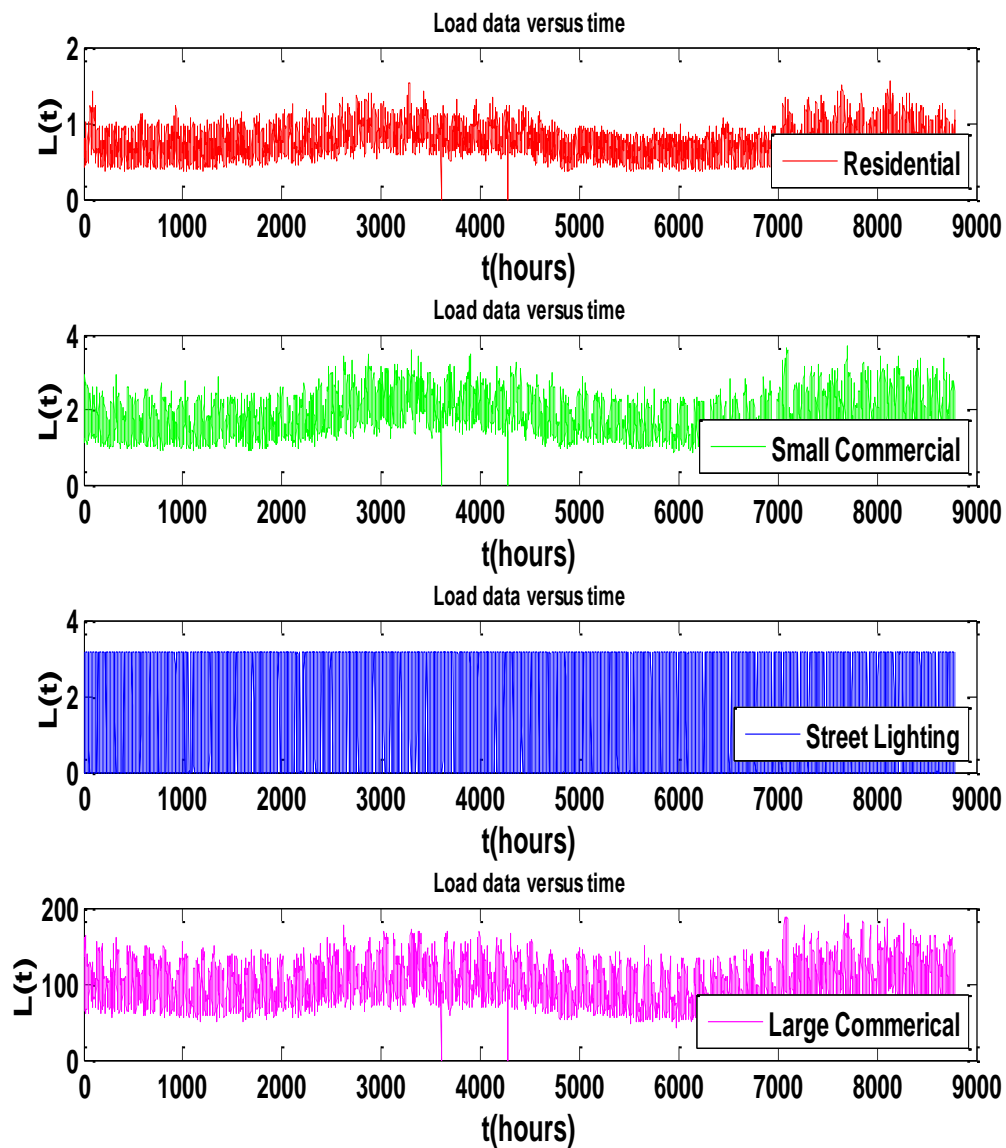 Load data versus time
2
1
0
L(t)
Residential
0 1000 2000 3000 4000 5000 6000 7000 8000 9000
t(hours)
Load data versus time
4
2
0
L(t)
Small Commercial
0 1000 2000 3000 4000 5000 6000 7000 8000 9000
t(hours)
Load data versus time
4
2
0
L(t)
Street Lighting
0 1000 2000 3000 4000 5000 6000 7000 8000 9000
t(hours)
Load data versus time
200
100
0
L(t)
Large Commerical
0 1000 2000 3000 4000 5000 6000 7000 8000 9000
t(hours)